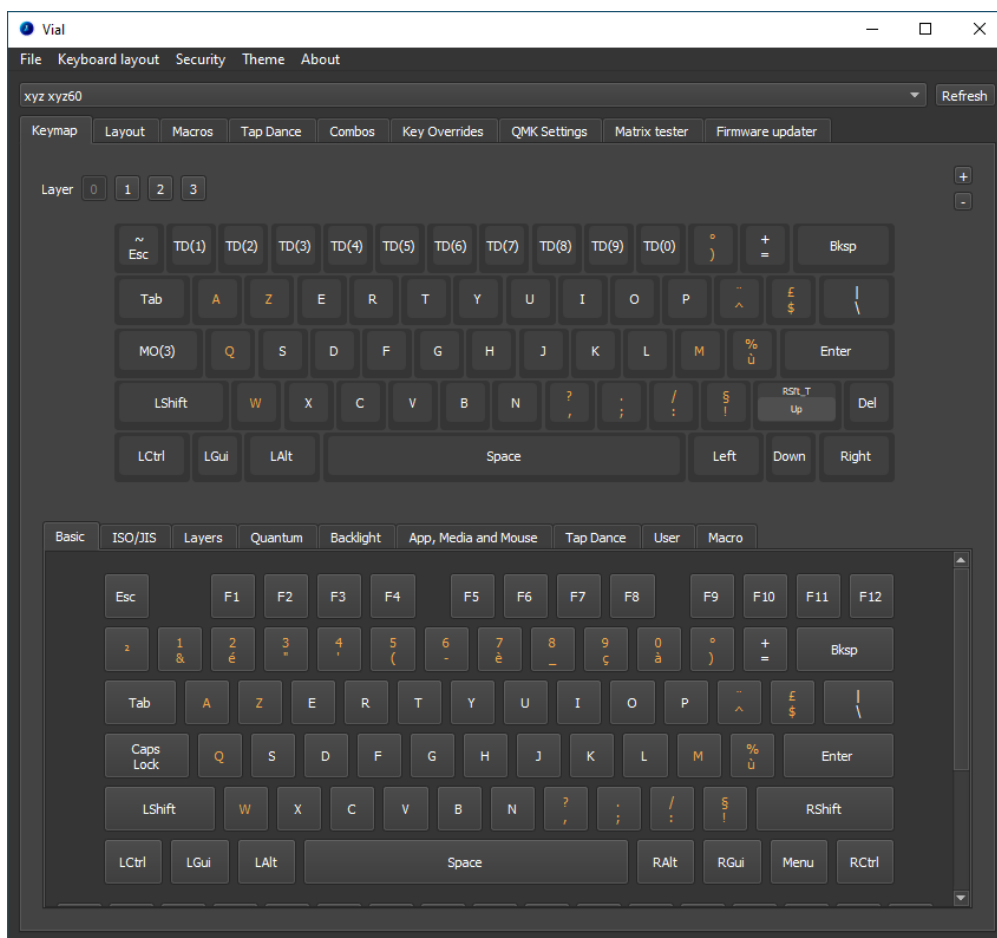 Vial
File Keyboard layout Security Theme About
xyz xyz60 Refresh
Keymap Layout Macros Tap Dance Combos Key Overrides QMK Settings Matrix tester Firmware updater
Layer 0 1 2 3 +
-
~ ° +
Esc TD(1) TD(2) TD(3) TD(4) TD(5) TD(6) TD(7) TD(8) TD(9) TD(0) ) = Bksp
¨ £ |
Tab A Z E R T Y U I O P ^ $ \
%
MO(3) Q S D F G H J K L M ù Enter
? . / § RSft_T
LShift W X C V B N , ; : ! Up Del
LCtrl LGui LAlt Space Left Down Right
Basic ISO/JIS Layers Quantum Backlight App, Media and Mouse Tap Dance User Macro
Esc F1 F2 F3 F4 F5 F6 F7 F8 F9 F10 F11 F12
1 2 3 4 5 6 7 8 9 0 ° +
² & é " ' ( - è _ ç à ) = Bksp
¨ £ |
Tab A Z E R T Y U I O P ^ $ \
Caps %
Lock Q S D F G H J K L M ù Enter
? . / §
LShift W X C V B N , ; : ! RShift
LCtrl LGui LAlt Space RAlt RGui Menu RCtrl